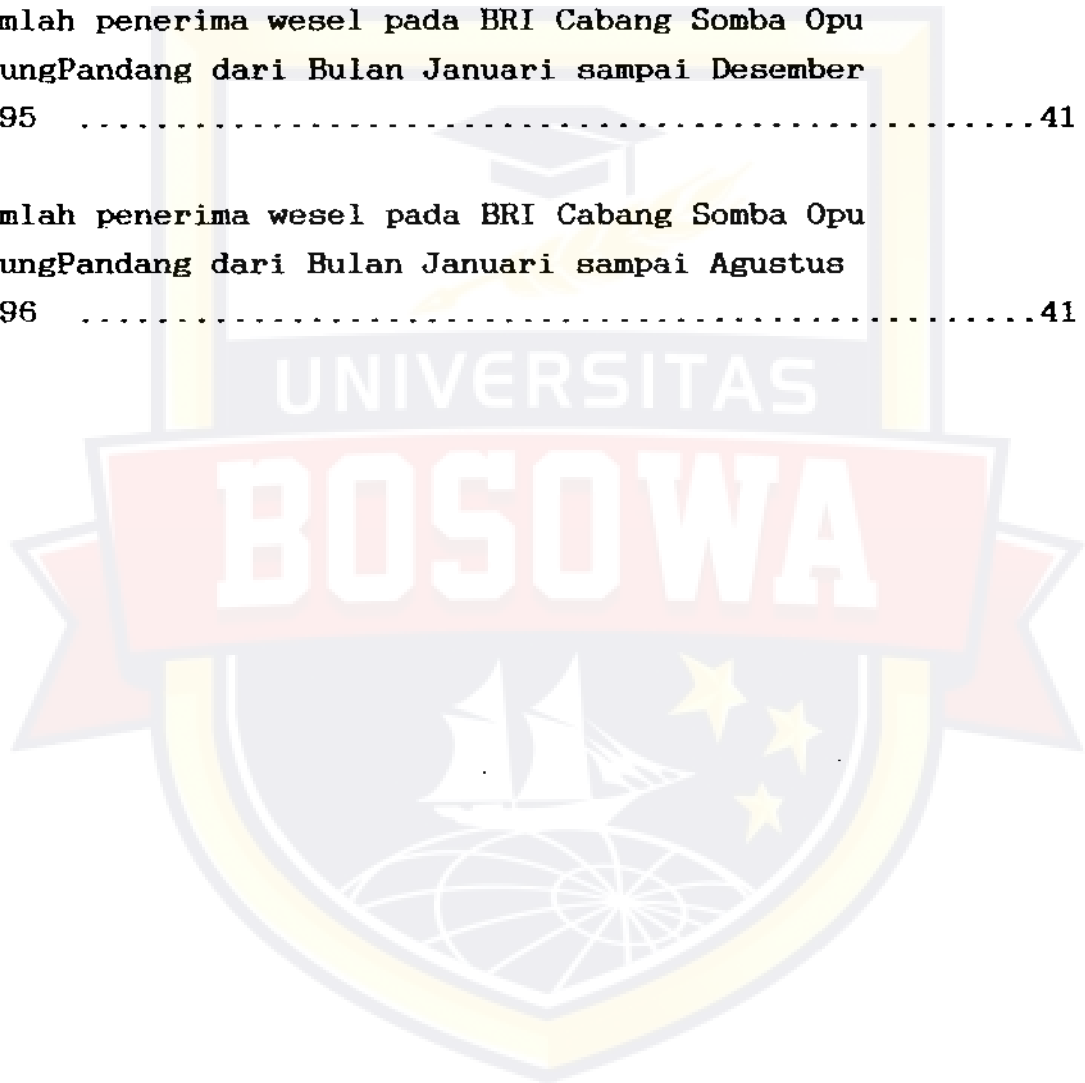 mlah penerima wesel pada BRI Cabang Somba Opu
ungPandang dari Bulan Januari sampai Desember
95 ..................................................41
mlah penerima wesel pada BRI Cabang Somba Opu
ungPandang dari Bulan Januari sampai Agustus
96 ..................................................41
UNIVERSITAS
BOSOWA